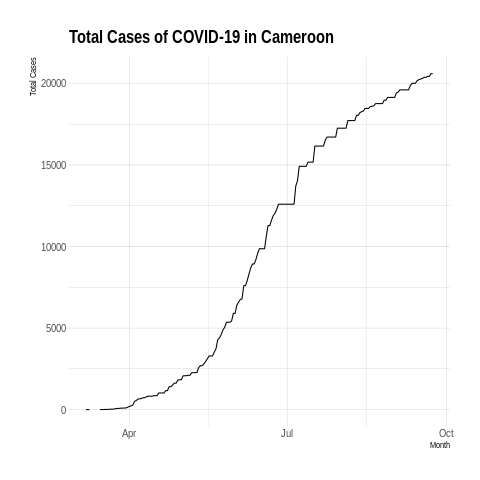 Total Cases of COVID-19 in Cameroon
Total Cases
20000
15000
10000
5000
0
Apr
Jul
Oct
Month